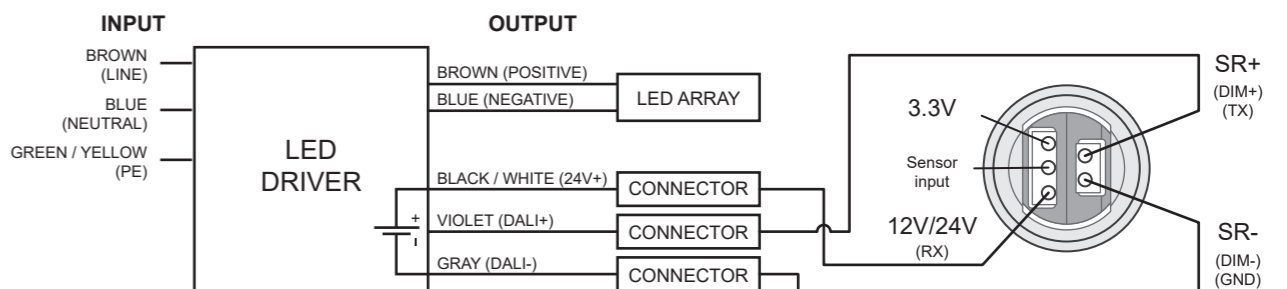 INPUT
OUTPUT
BROWN
(LINE)
BLUE
(NEUTRAL)
GREEN / YELLOW
(PE)
LED
DRIVER
BROWN (POSITIVE)
BLUE (NEGATIVE)
LED ARRAY
BLACK / WHITE (24V+)
CONNECTOR
+
VIOLET (DALI+)
CONNECTOR
-
GRAY (DALI-)
CONNECTOR
3.3V
Sensor
input
12V/24V
(RX)
SR+
(DIM+)
(TX)
SR-
(DIM-)
(GND)